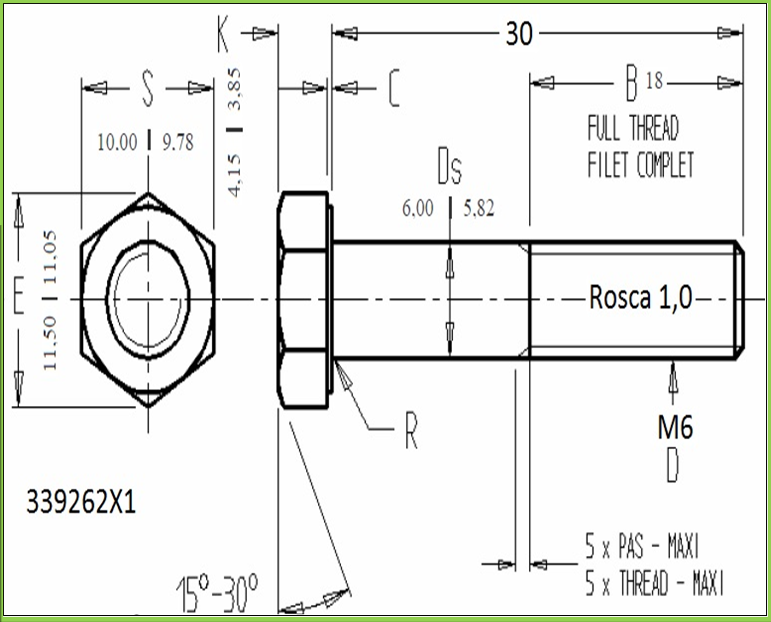 K
30
S
4,15 | 3,85
C
B 18
10.00 | 9.78
FULL THREAD
FILET COMPLET
Ds
6,00 | 5,82
E
11,50 | 11,05
Rosca 1,0
R
M6
D
339262X1
5 x PAS - MAXI
5 x THREAD - MAXI
15°-30°